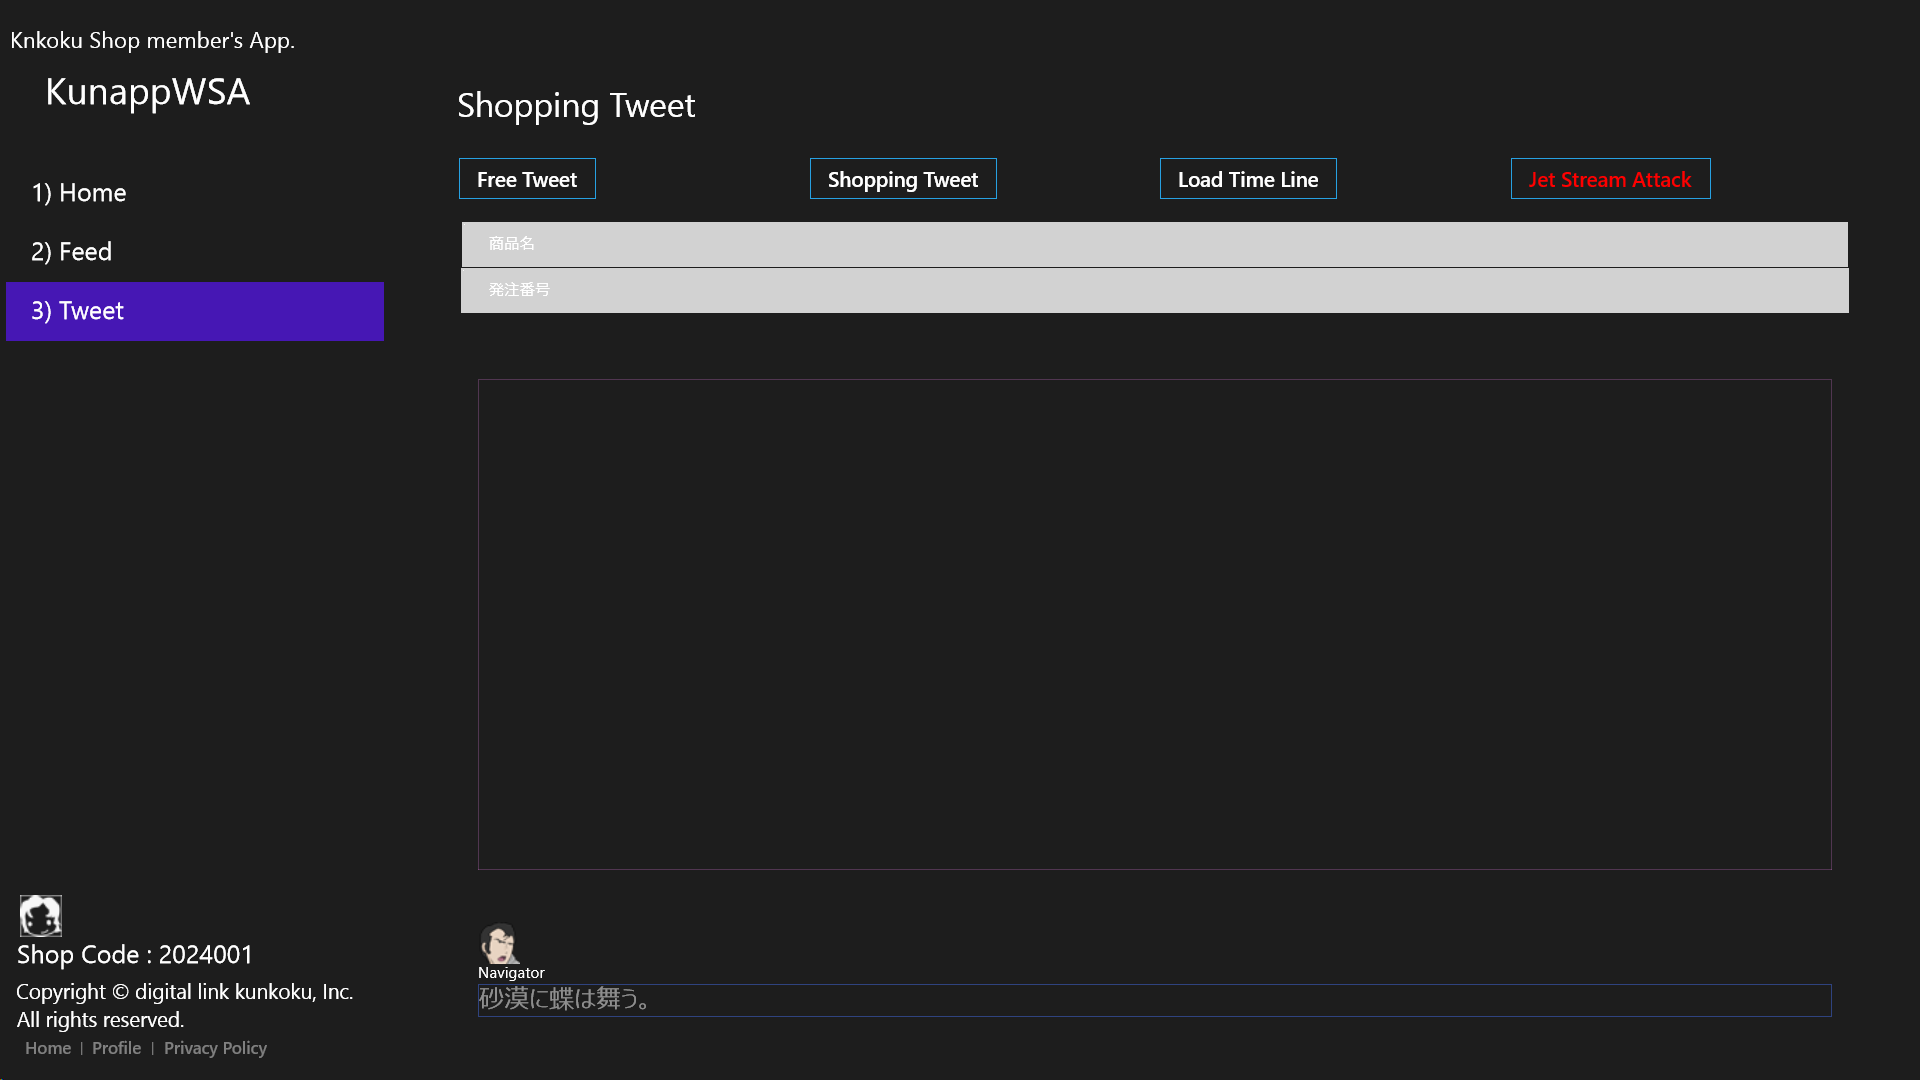 Knkoku Shop member's App.
KunappWSA
1) Home
2) Feed
3) Tweet
Shopping Tweet
Free Tweet
Shopping Tweet
Load Time Line
Jet Stream Attack
商品名
発注番号
Navigator
砂漠に蝶は舞う。
Shop Code : 2024001
Copyright © digital link kunkoku, Inc.
All rights reserved.
Home | Profile | Privacy Policy